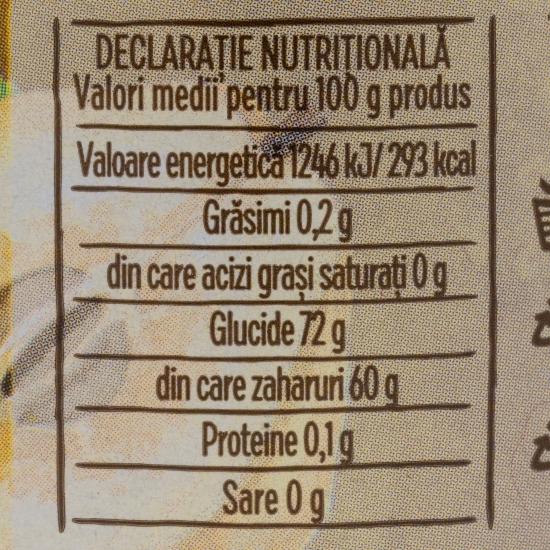 DECLARAȚIE NUTRIȚIONALĂ
Valori medii pentru 100 g produs
Valoare energetică 1246 kJ/ 293 kcal
Grăsimi 0,2 g
din care acizi grași saturați 0 g
Glucide 72 g
din care zaharuri 60 g
Proteine 0,1 g
Sare 0 g